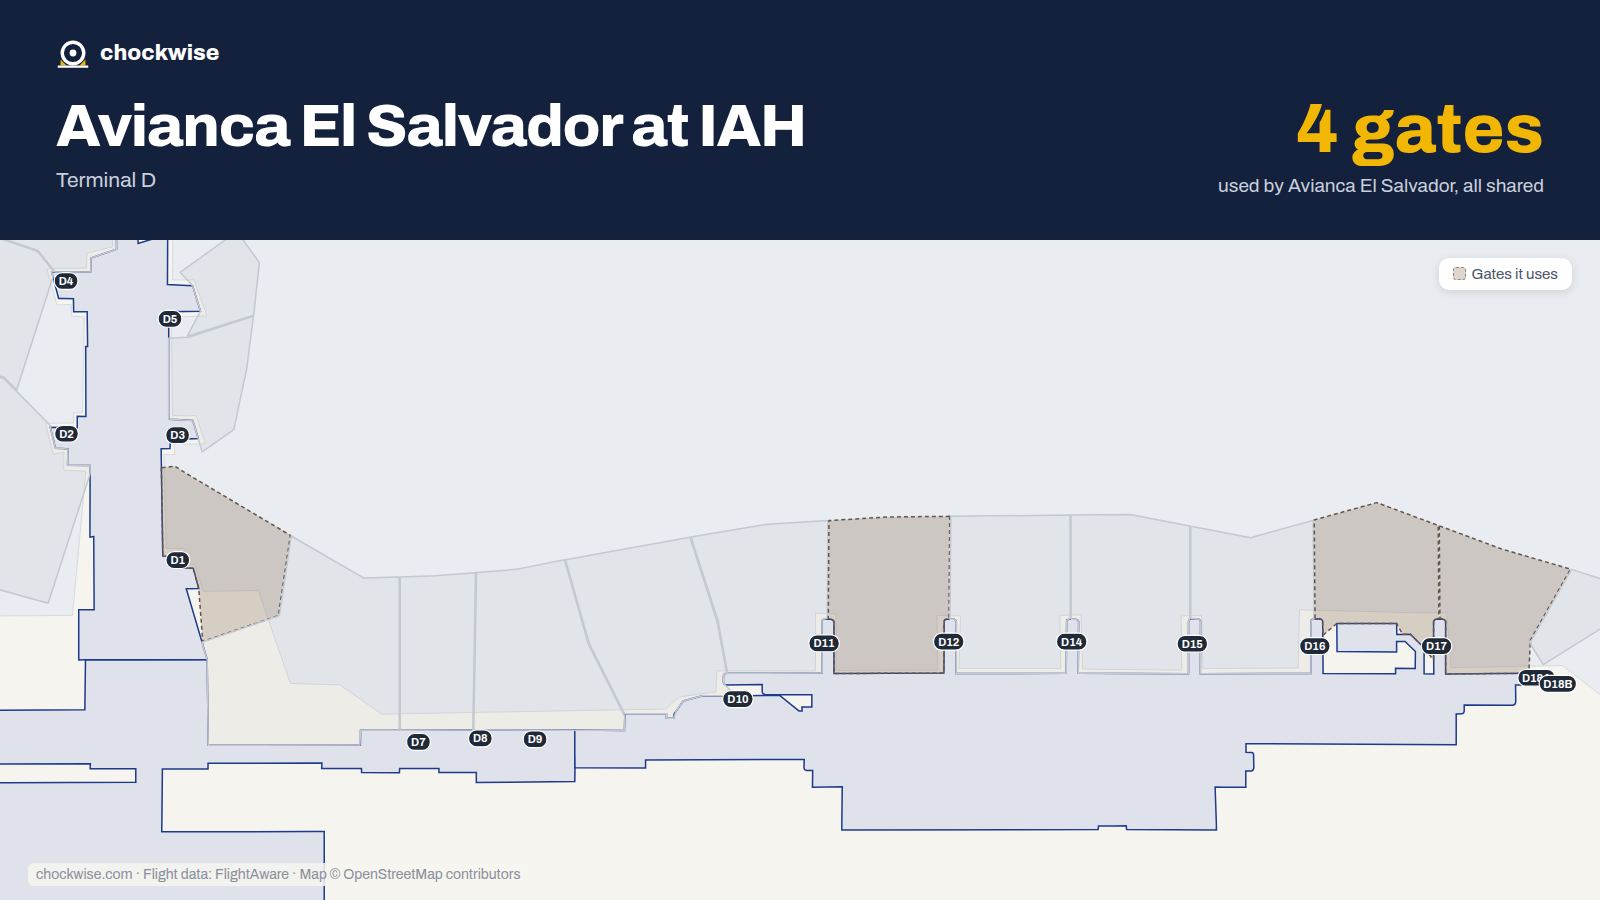 chockwise
Avianca El Salvador at IAH
Terminal D
4 gates
used by Avianca El Salvador, all shared
Gates it uses
D4
D5
D2
D3
D1
D11
D12
D14
D15
D16
D17
D18B
D10
D7
D8
D9
chockwise.com · Flight data: FlightAware · Map © OpenStreetMap contributors